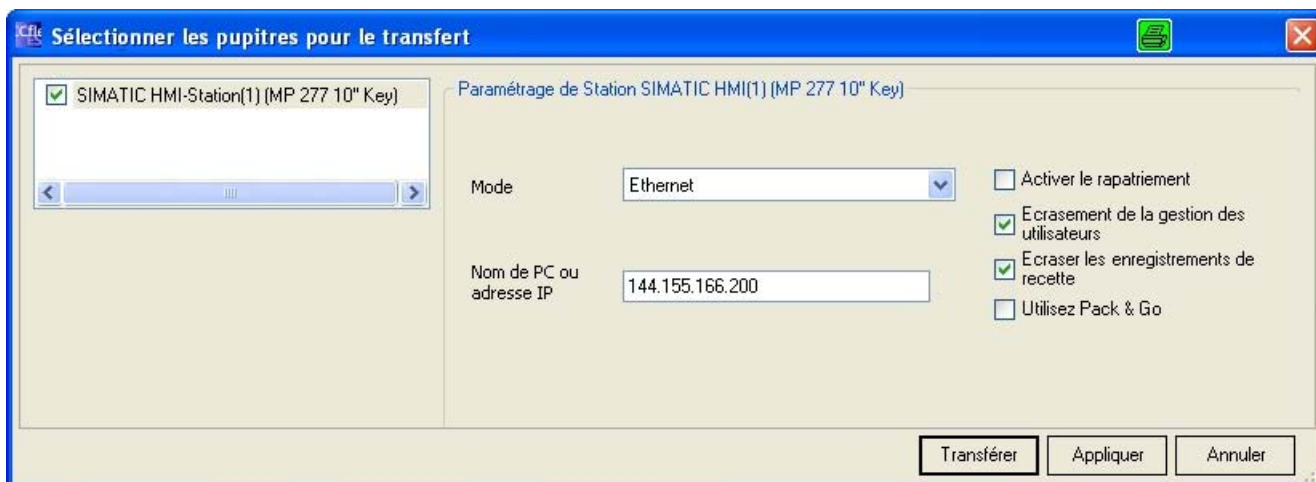 Sélectionner les pupitres pour le transfert
SIMATIC HMI-Station(1) (MP 277 10" Key)
Paramétrage de Station SIMATIC HMI(1) (MP 277 10" Key)
Mode
Ethernet
Activer le rapatriement
Ecrasement de la gestion des
utilisateurs
Nom de PC ou
adresse IP
144.155.166.200
Ecraser les enregistrements de
recette
Utilisez Pack & Go
Transférer
Appliquer
Annuler